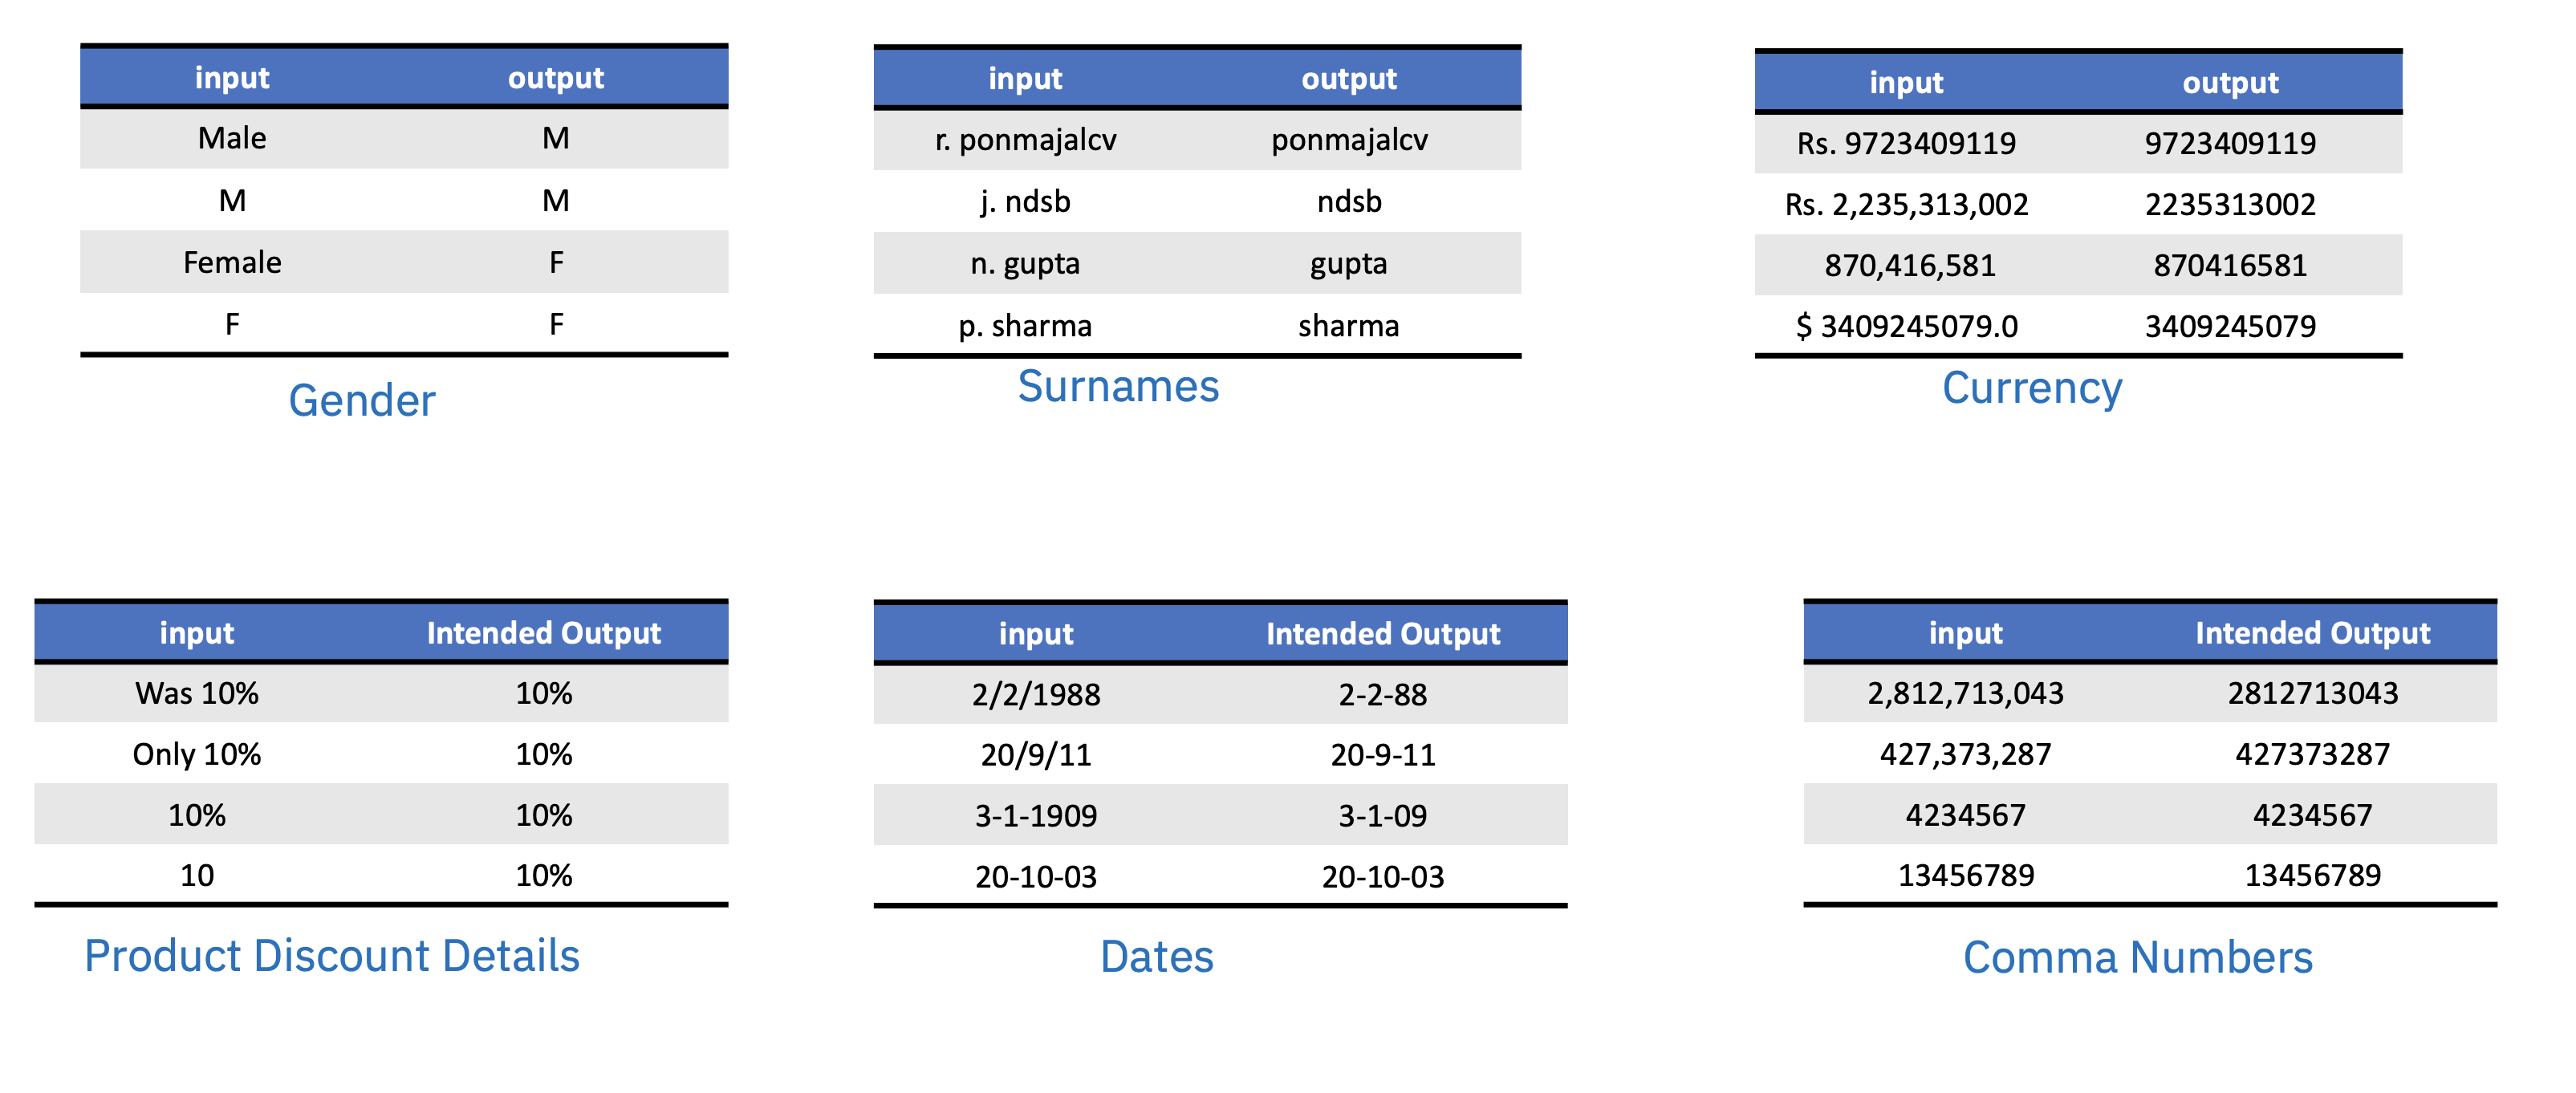 input output
Male M
M M
Female F
F F
Gender
input output
r. ponmajalcv ponmajalcv
j. ndsb ndsb
n. gupta gupta
p. sharma sharma
Surnames
input output
Rs. 9723409119 9723409119
Rs. 2,235,313,002 2235313002
870,416,581 870416581
$ 3409245079.0 3409245079
Currency
input Intended Output
Was 10% 10%
Only 10% 10%
10% 10%
10 10%
Product Discount Details
input Intended Output
2/2/1988 2-2-88
20/9/11 20-9-11
3-1-1909 3-1-09
20-10-03 20-10-03
Dates
input Intended Output
2,812,713,043 2812713043
427,373,287 427373287
4234567 4234567
13456789 13456789
Comma Numbers